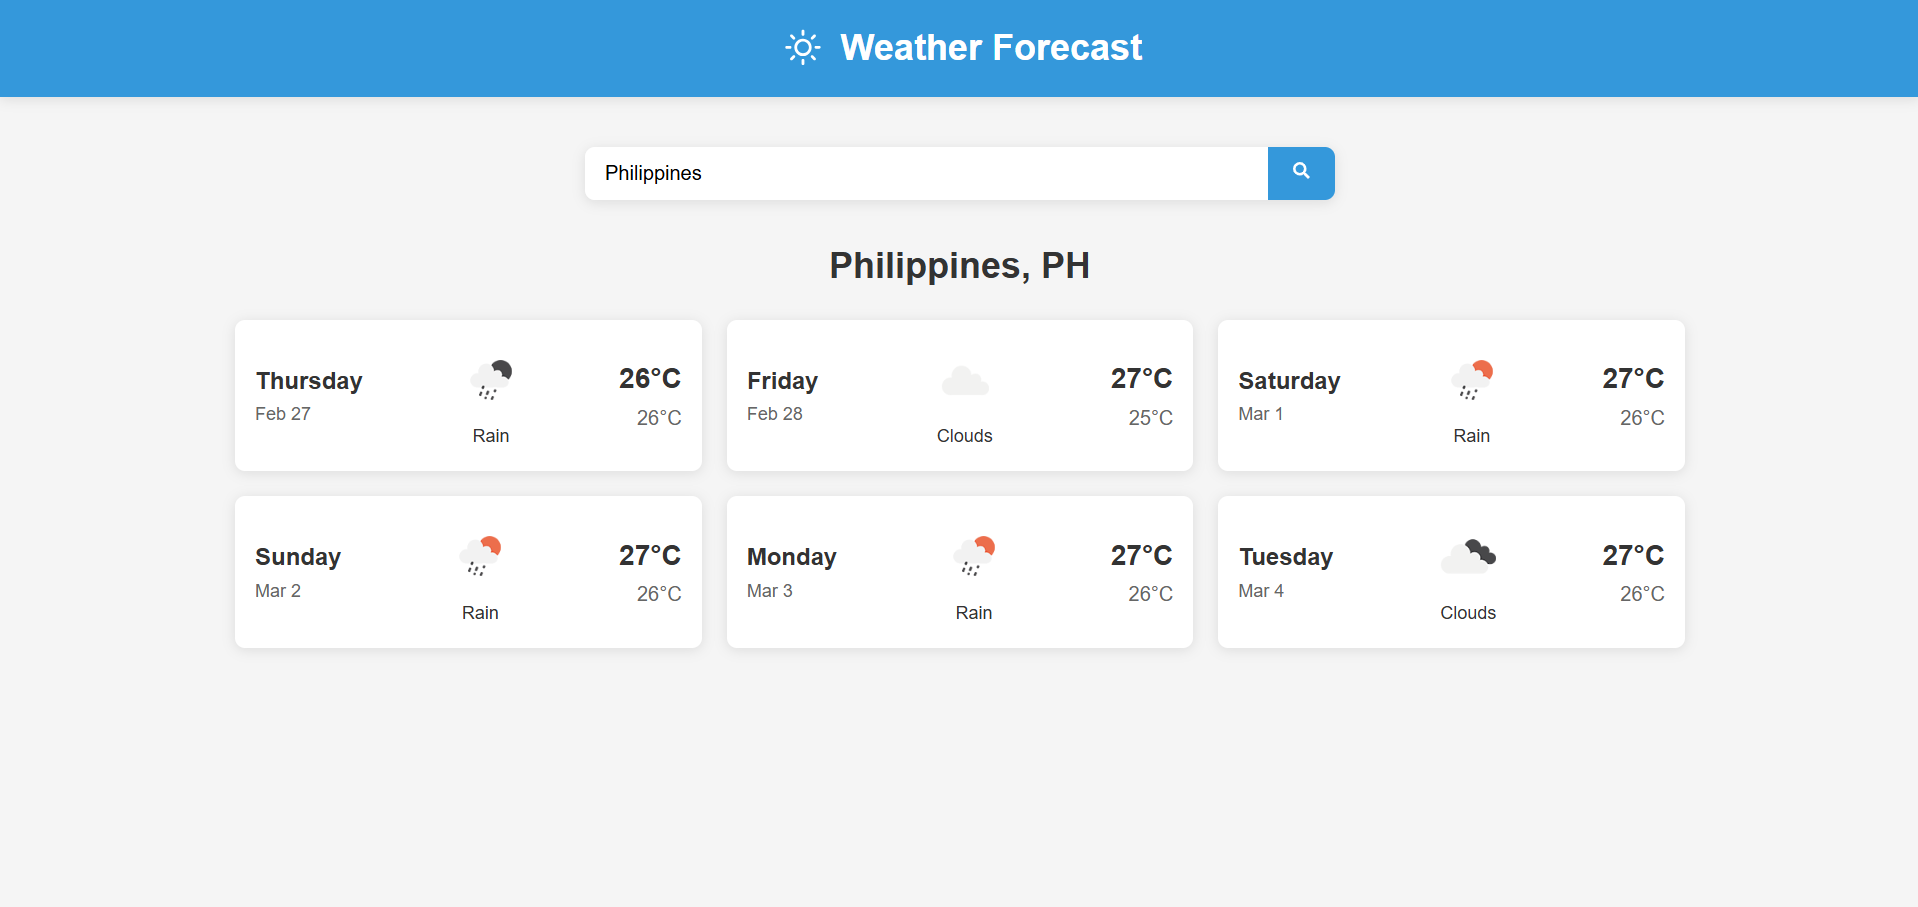 Weather Forecast
Philippines
Philippines, PH
Thursday
Feb 27
Rain
26°C
26°C
Friday
Feb 28
Clouds
27°C
25°C
Saturday
Mar 1
Rain
27°C
26°C
Sunday
Mar 2
Rain
27°C
26°C
Monday
Mar 3
Rain
27°C
26°C
Tuesday
Mar 4
Clouds
27°C
26°C